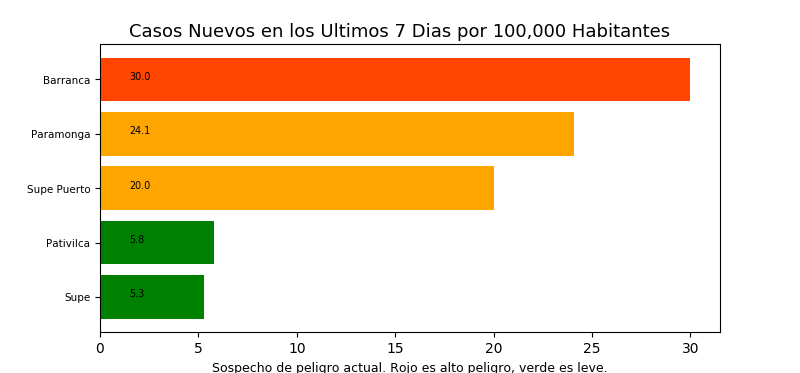 Casos Nuevos en los Ultimos 7 Dias por 100,000 Habitantes
Barranca 30.0
Paramonga 24.1
Supe Puerto 20.0
Pativilca 5.8
Supe 5.3
0 5 10 15 20 25 30
Sospecho de peligro actual. Rojo es alto peligro, verde es leve.